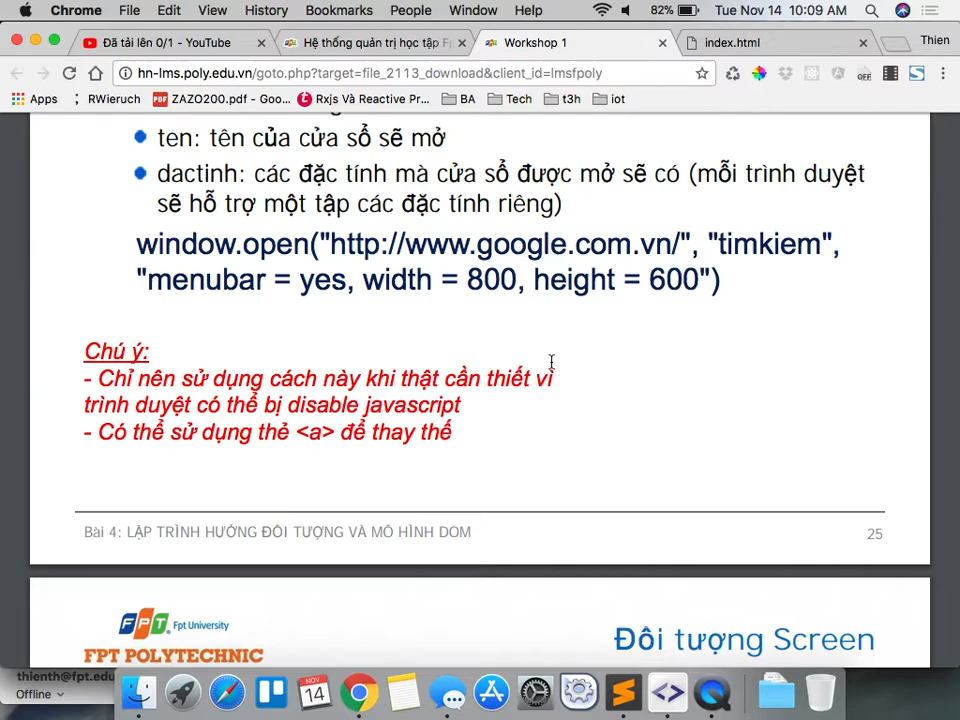 Chrome File Edit View History Bookmarks People Window Help 82% Tue Nov 14 10:09 AM
Đã tải lên 0/1 - YouTube Hệ thống quản trị học tập Fp Workshop 1 index.html Thien
hn-lms.poly.edu.vn/goto.php?target=file_2113_download&client_id=lmsfpoly
Apps RWieruch ZAZO200.pdf - Goo... Rxjs Và Reactive Pr... BA Tech t3h iot
ten: tên của cửa sổ sẽ mở
dactinh: các đặc tính mà cửa sổ được mở sẽ có (mỗi trình duyệt
sẽ hỗ trợ một tập các đặc tính riêng)
window.open("http://www.google.com.vn/", "timkiem",
"menubar = yes, width = 800, height = 600")
Chú ý:
- Chỉ nên sử dụng cách này khi thật cần thiết vì
trình duyệt có thể bị disable javascript
- Có thể sử dụng thẻ <a> để thay thế
Bài 4: LẬP TRÌNH HƯỚNG ĐỐI TƯỢNG VÀ MÔ HÌNH DOM 25
FPT Fpt University
FPT POLYTECHNIC
Đối tượng Screen
thienth@fpt.edu
Offline
NOV
14